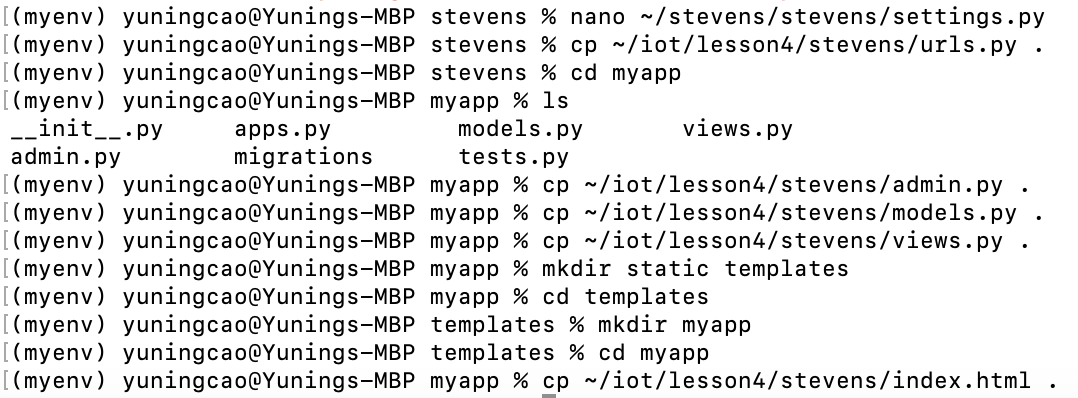 (myenv) yuningcao@Yunings-MBP stevens % nano ~/stevens/stevens/settings.py
[(myenv) yuningcao@Yunings-MBP stevens % cp ~/iot/lesson4/stevens/urls.py .
[(myenv) yuningcao@Yunings-MBP stevens % cd myapp
[(myenv) yuningcao@Yunings-MBP myapp % ls
__init__.py     apps.py         models.py       views.py
admin.py        migrations      tests.py
[(myenv) yuningcao@Yunings-MBP myapp % cp ~/iot/lesson4/stevens/admin.py .
[(myenv) yuningcao@Yunings-MBP myapp % cp ~/iot/lesson4/stevens/models.py .
[(myenv) yuningcao@Yunings-MBP myapp % cp ~/iot/lesson4/stevens/views.py .
[(myenv) yuningcao@Yunings-MBP myapp % mkdir static templates
[(myenv) yuningcao@Yunings-MBP myapp % cd templates
[(myenv) yuningcao@Yunings-MBP templates % mkdir myapp
[(myenv) yuningcao@Yunings-MBP templates % cd myapp
[(myenv) yuningcao@Yunings-MBP myapp % cp ~/iot/lesson4/stevens/index.html .